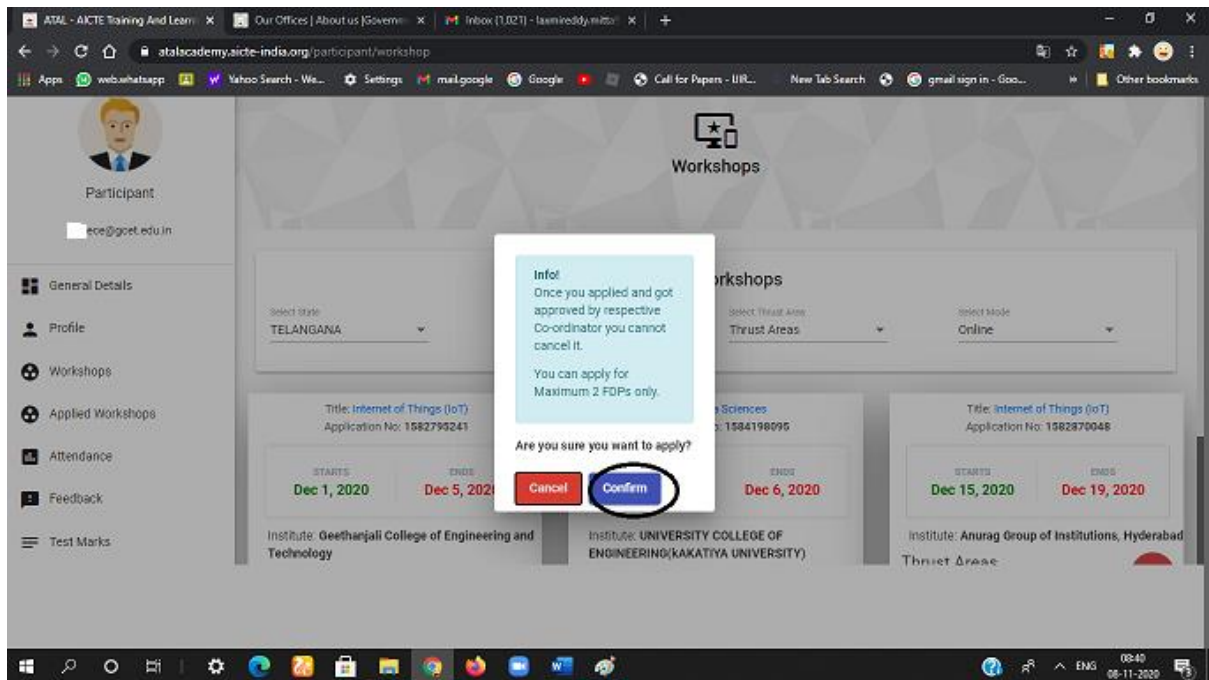 ATAL - AICTE Training And Learni
Our Offices | About us |Governme
Inbox (1,021) - laxmireddy.mitta
atalacademy.aicte-india.org/participant/workshop
Apps
web.whatsapp
Yahoo Search - We...
Settings
mail.google
Google
Call for Papers - IJIR...
New Tab Search
gmail sign in - Goo...
Other bookmarks
Participant
ece@gcet.edu.in
General Details
Profile
Workshops
Applied Workshops
Attendance
Feedback
Test Marks
Workshops
orkshops
Select State
TELANGANA
Select Thrust Area
Thrust Areas
Select Mode
Online
Info!
Once you applied and got
approved by respective
Co-ordinator you cannot
cancel it.
You can apply for
Maximum 2 FDPs only.
Are you sure you want to apply?
Cancel
Confirm
Title: Internet of Things (IoT)
Application No: 1582795241
STARTS
ENDS
Dec 1, 2020
Dec 5, 202
Institute: Geethanjali College of Engineering and
Technology
a Sciences
o: 1584198095
ENDS
Dec 6, 2020
Institute: UNIVERSITY COLLEGE OF
ENGINEERING(KAKATIYA UNIVERSITY)
Title: Internet of Things (IoT)
Application No: 1582870048
STARTS
ENDS
Dec 15, 2020
Dec 19, 2020
Institute: Anurag Group of Institutions, Hyderabad
Thrust Areas
ENG
08:40
08-11-2020